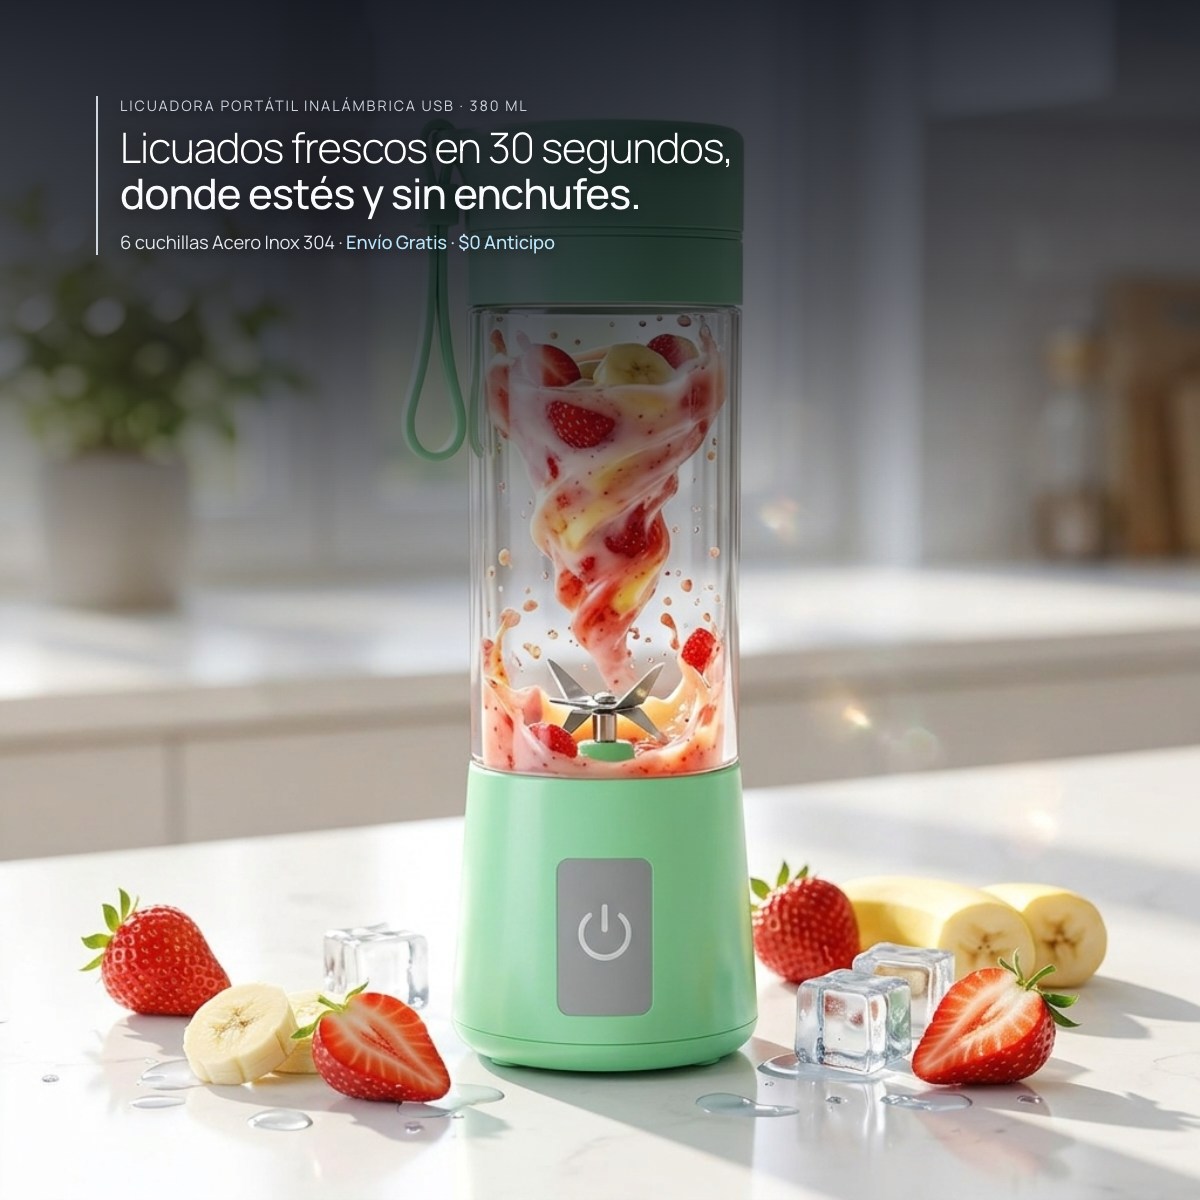 LICUADORA PORTÁTIL INALÁMBRICA USB · 380 ML
Licuados frescos en 30 segundos,
donde estés y sin enchufes.
6 cuchillas Acero Inox 304 · Envío Gratis · $0 Anticipo